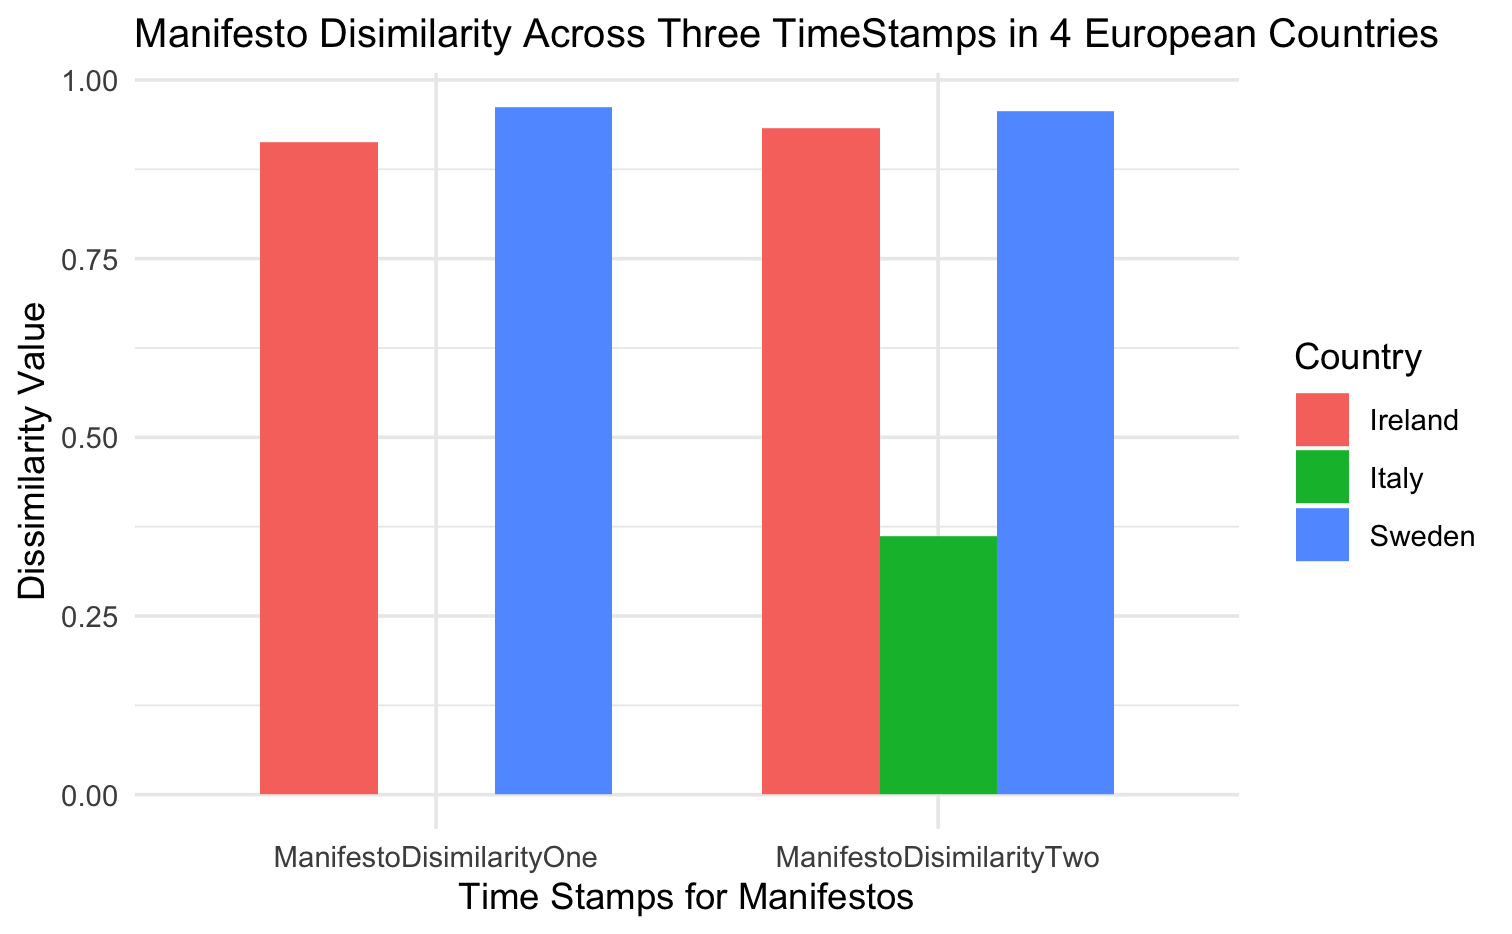 Manifesto Disimilarity Across Three TimeStamps in 4 European Countries
1.00
0.75
0.50
0.25
0.00
Dissimilarity Value
ManifestoDisimilarityOne
ManifestoDisimilarityTwo
Time Stamps for Manifestos
Country
Ireland
Italy
Sweden